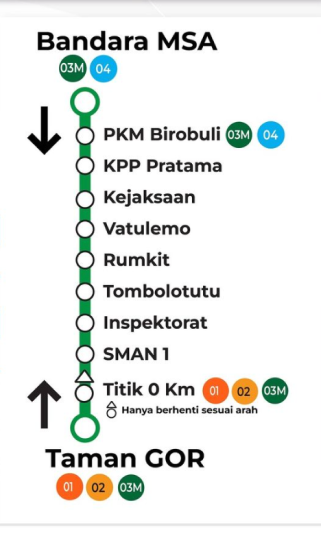 Bandara MSA
03M 04
PKM Birobuli 03M 04
KPP Pratama
Kejaksaan
Vatulemo
Rumkit
Tombolotutu
Inspektorat
SMAN 1
Titik 0 Km 01 02 03M
Hanya berhenti sesuai arah
Taman GOR
01 02 03M